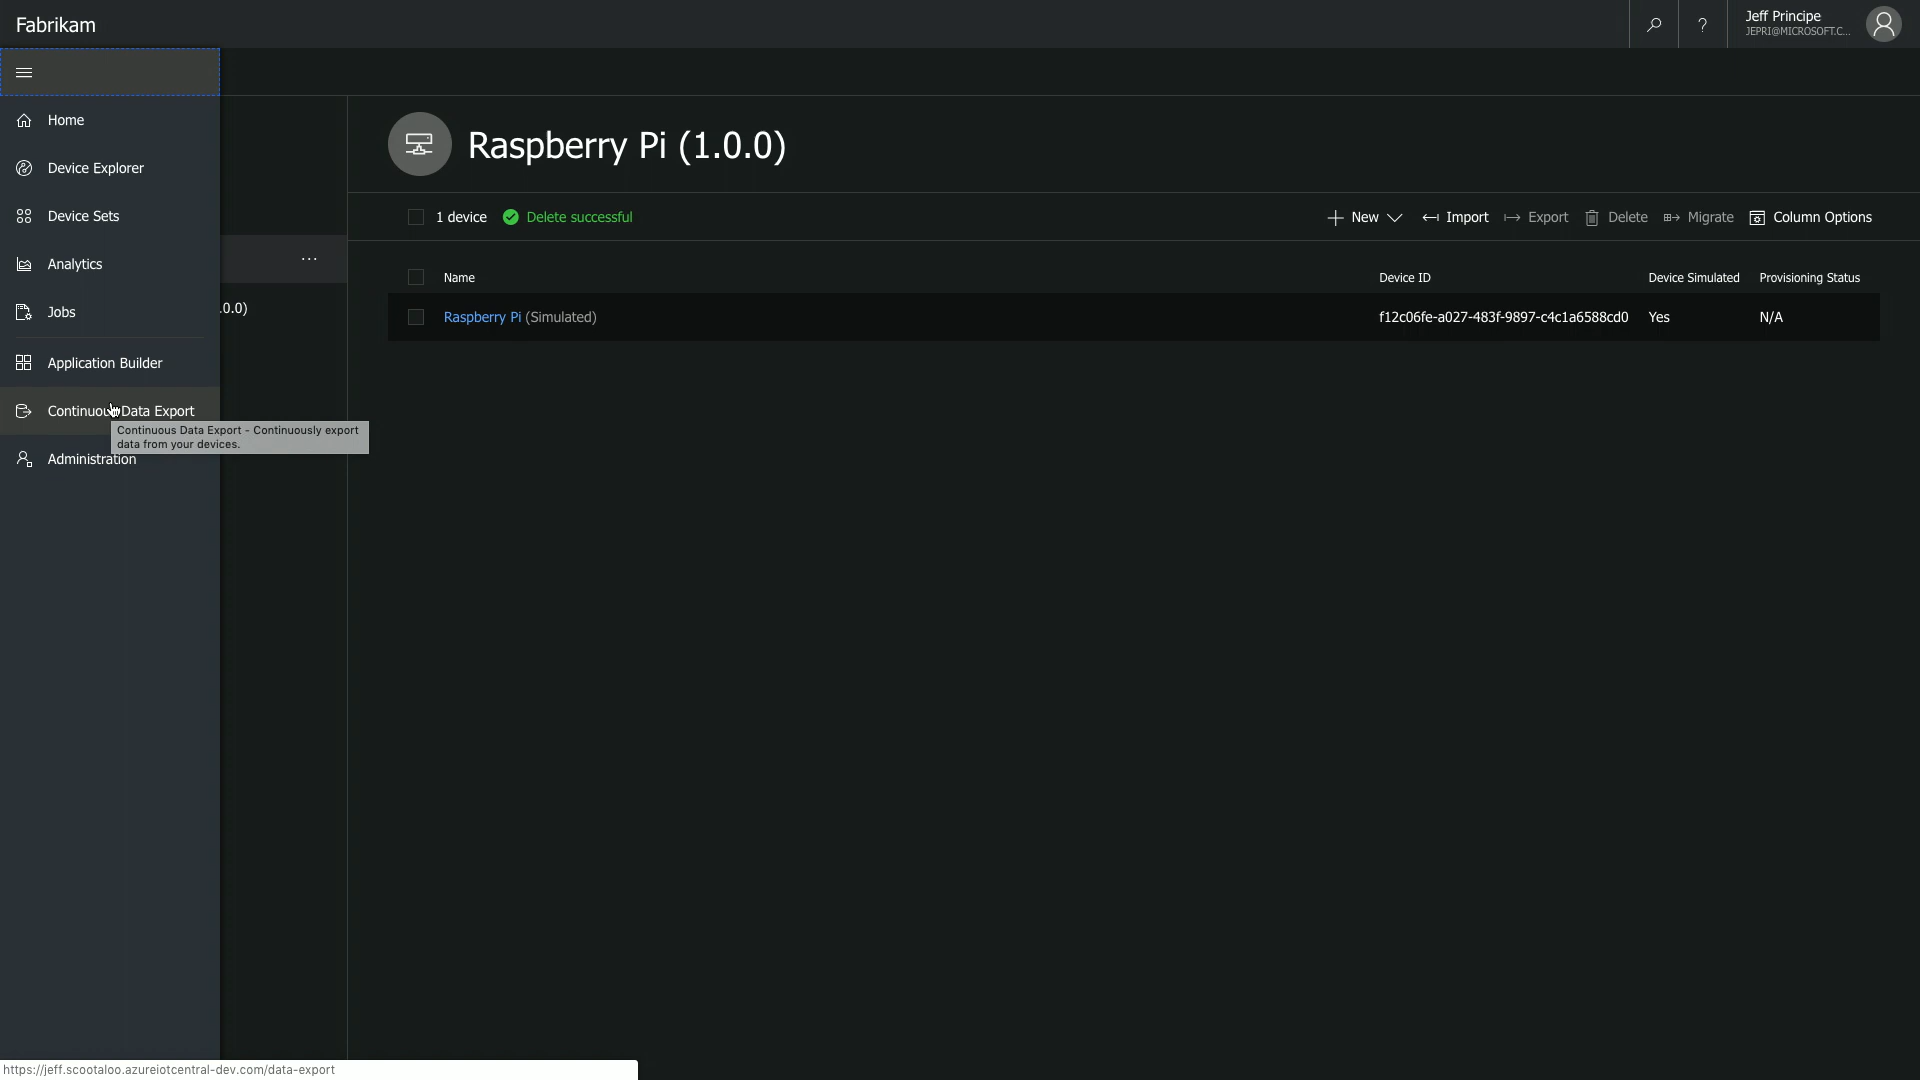 Fabrikam
?
Jeff Principe
JEPRI@MICROSOFT.C...
Home
Device Explorer
Device Sets
Analytics
...
Jobs
.0.0)
Application Builder
Continuous Data Export
Continuous Data Export - Continuously export
data from your devices.
Administration
Raspberry Pi (1.0.0)
1 device
Delete successful
New
Import
Export
Delete
Migrate
Column Options
Name
Device ID
Device Simulated
Provisioning Status
Raspberry Pi (Simulated)
f12c06fe-a027-483f-9897-c4c1a6588cd0
Yes
N/A
https://jeff.scootaloo.azureiotcentral-dev.com/data-export